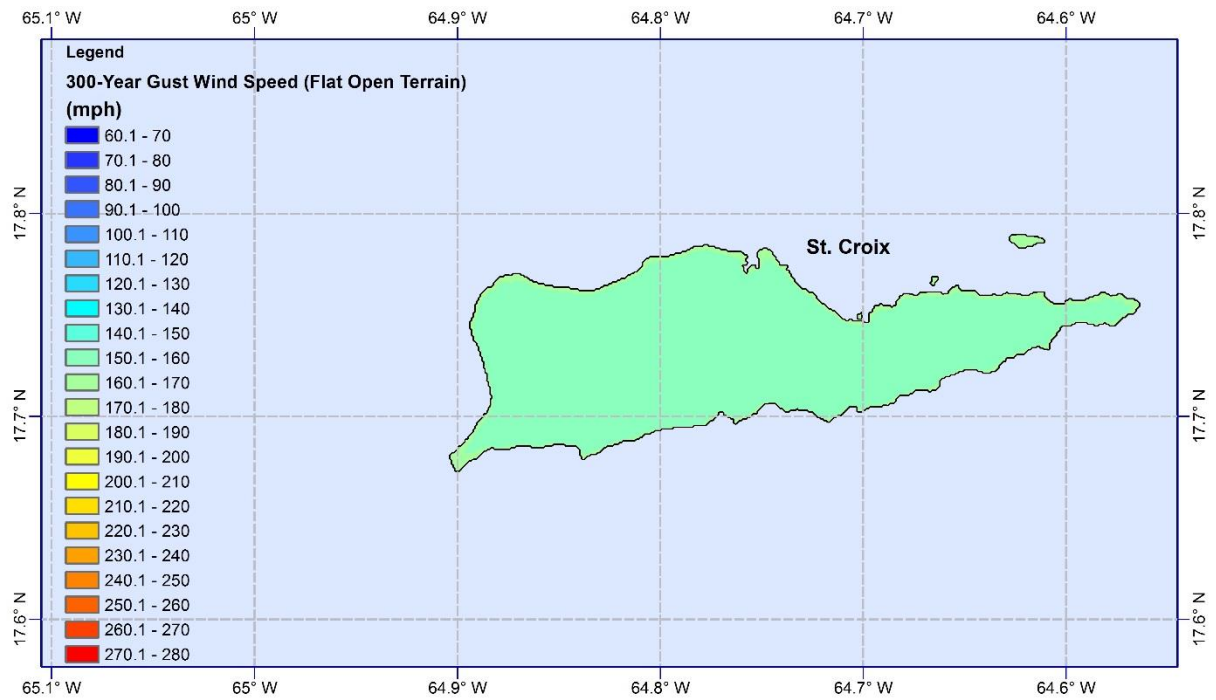 65.1° W 65° W 64.9° W 64.8° W 64.7° W 64.6° W
Legend
300-Year Gust Wind Speed (Flat Open Terrain)
(mph)
60.1 - 70
70.1 - 80
80.1 - 90
90.1 - 100
100.1 - 110
110.1 - 120
120.1 - 130
130.1 - 140
140.1 - 150
150.1 - 160
160.1 - 170
170.1 - 180
180.1 - 190
190.1 - 200
200.1 - 210
210.1 - 220
220.1 - 230
230.1 - 240
240.1 - 250
250.1 - 260
260.1 - 270
270.1 - 280
St. Croix
17.8° N
17.7° N
17.6° N
17.8° N
17.7° N
17.6° N
65.1° W 65° W 64.9° W 64.8° W 64.7° W 64.6° W